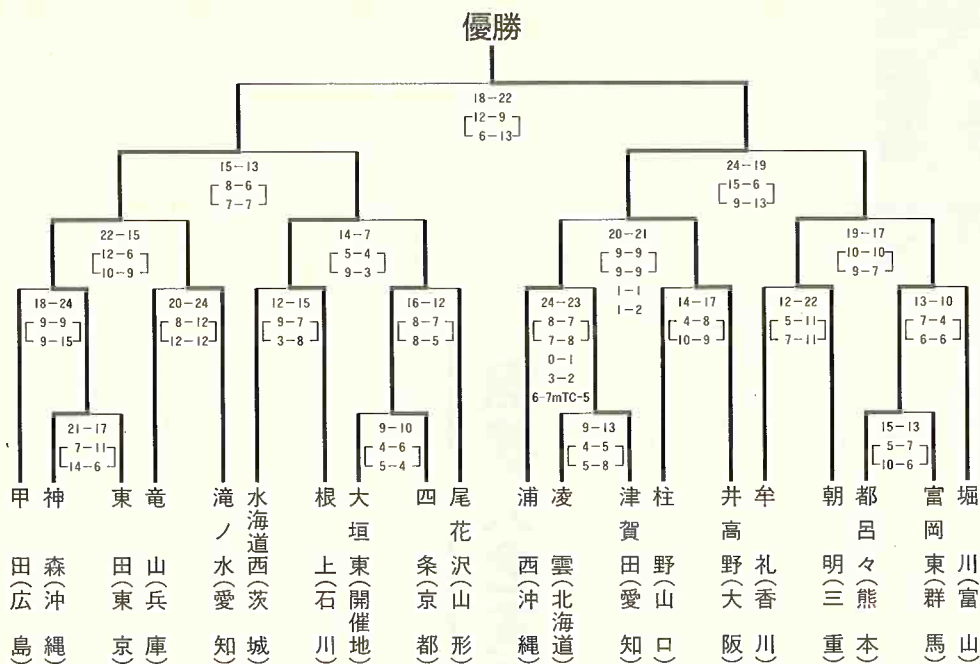 優勝
18-22
12-9
6-13
15-13
8-6
7-7
24-19
15-6
9-13
22-15
12-6
10-9
14-7
5-4
9-3
20-21
9-9
9-9
1-1
1-2
19-17
10-10
9-7
18-24
9-9
9-15
20-24
8-12
12-12
12-15
9-7
3-8
16-12
8-7
8-5
24-23
8-7
7-8
0-1
3-2
6-7mTC-5
14-17
4-8
10-9
12-22
5-11
7-11
13-10
7-4
6-6
21-17
7-11
14-6
9-10
4-6
5-4
9-13
4-5
5-8
15-13
5-7
10-6
甲田(広島)
神森(沖縄)
東田(東京)
竜山(兵庫)
滝ノ水(愛知)
水海道西(茨城)
根上(石川)
大垣東(開催地)
四条(京都)
尾花沢(山形)
浦西(沖縄)
凌雲(北海道)
津賀田(愛知)
柱野(山口)
井高野(大阪)
牟礼(香川)
朝明(三重)
都呂々(熊本)
富岡東(群馬)
堀川(富山)